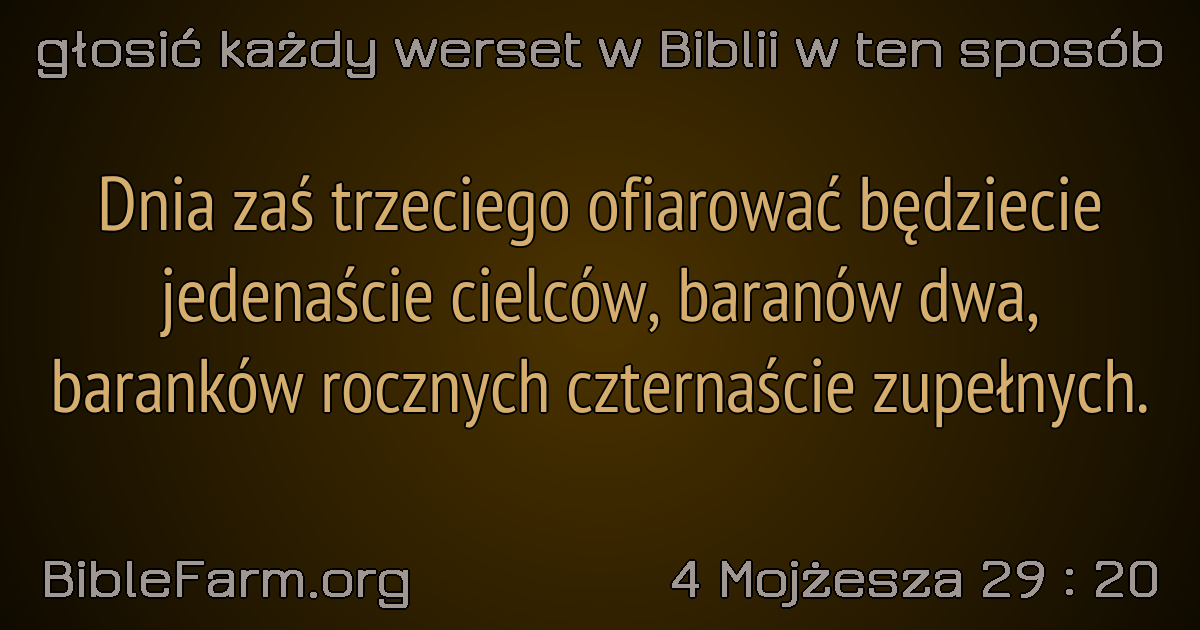 głosić każdy werset w Biblii w ten sposób
Dnia zaś trzeciego ofiarować będziecie
jedenaście cielców, baranów dwa,
baranków rocznych czternaście zupełnych.
BibleFarm.org
4 Mojżesza 29 : 20